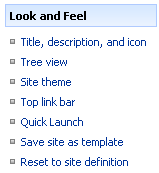 Look and Feel
Title, description, and icon
Tree view
Site theme
Top link bar
Quick Launch
Save site as template
Reset to site definition